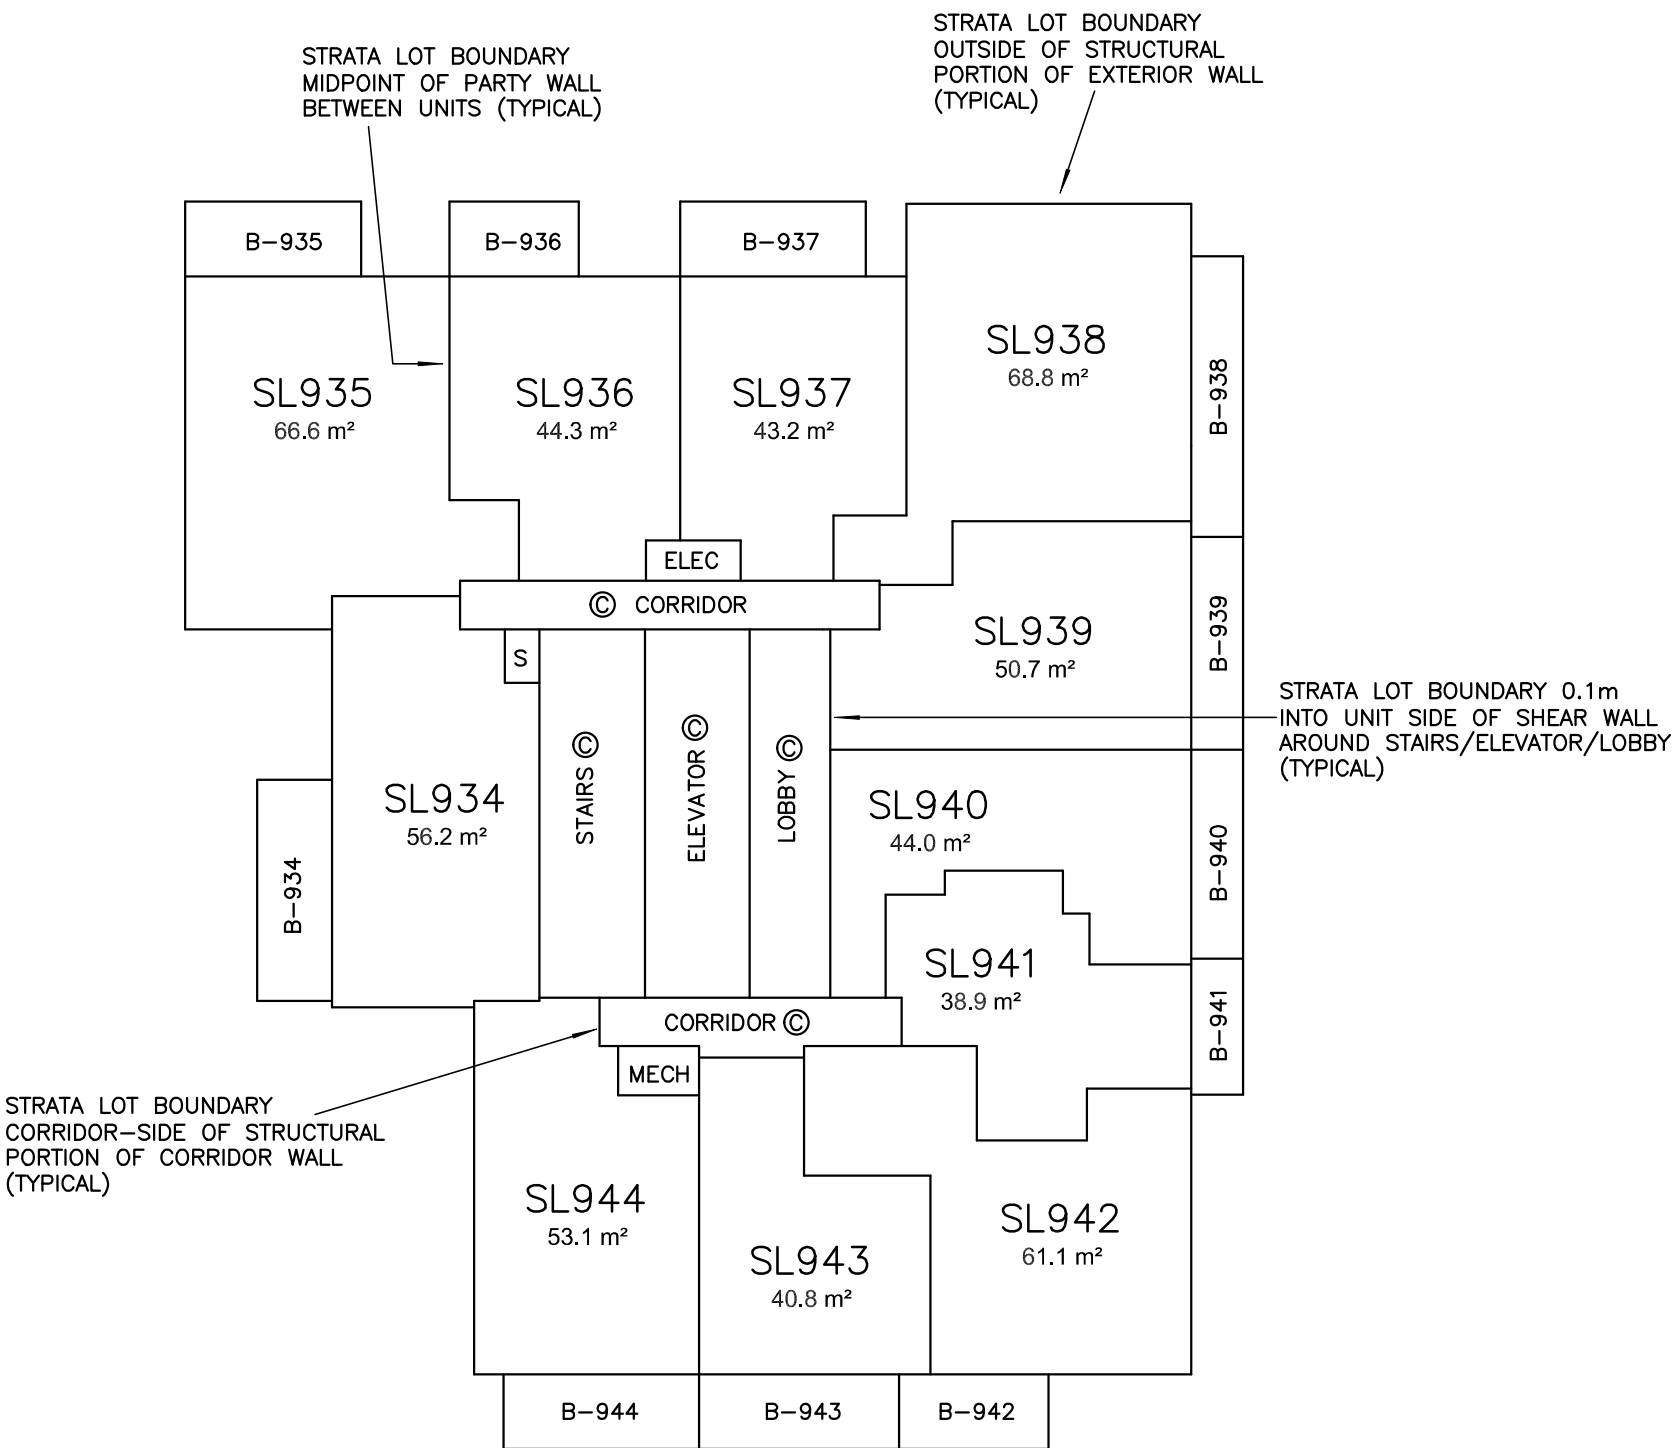 STRATA LOT BOUNDARY
OUTSIDE OF STRUCTURAL
PORTION OF EXTERIOR WALL
(TYPICAL)
STRATA LOT BOUNDARY
MIDPOINT OF PARTY WALL
BETWEEN UNITS (TYPICAL)
B-935
B-936
B-937
SL938
68.8 m²
B-938
SL935
66.6 m²
SL936
44.3 m²
SL937
43.2 m²
ELEC
© CORRIDOR
SL939
50.7 m²
B-939
S
STRATA LOT BOUNDARY 0.1m
INTO UNIT SIDE OF SHEAR WALL
AROUND STAIRS/ELEVATOR/LOBBY
(TYPICAL)
SL934
56.2 m²
B-934
STAIRS ©
ELEVATOR ©
LOBBY ©
SL940
44.0 m²
B-940
SL941
38.9 m²
B-941
CORRIDOR ©
MECH
STRATA LOT BOUNDARY
CORRIDOR-SIDE OF STRUCTURAL
PORTION OF CORRIDOR WALL
(TYPICAL)
SL944
53.1 m²
SL943
40.8 m²
SL942
61.1 m²
B-944
B-943
B-942